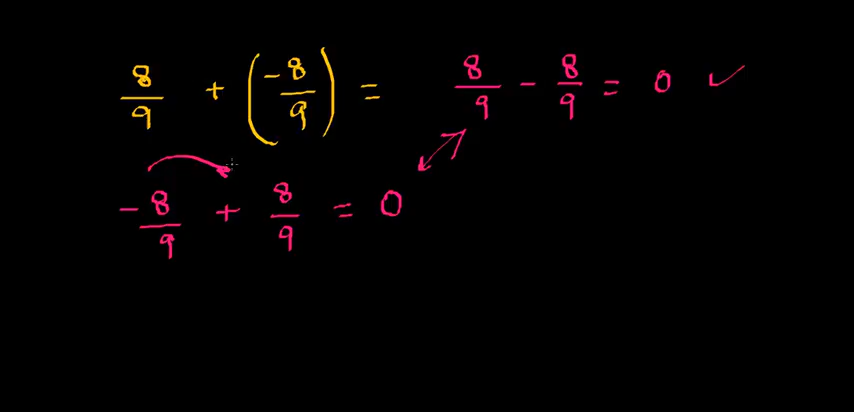 8/9 + (-8/9) = 8/9 - 8/9 = 0 ✓
-8/9 + 8/9 = 0